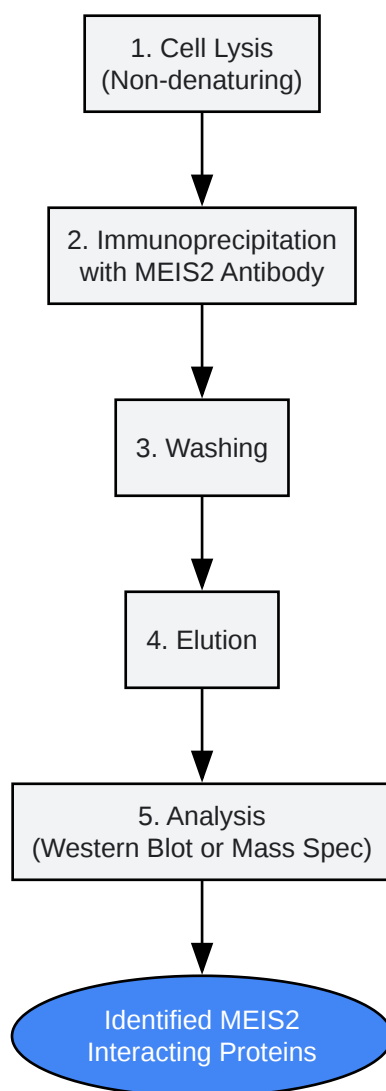 1. Cell Lysis
(Non-denaturing)
2. Immunoprecipitation
with MEIS2 Antibody
3. Washing
4. Elution
5. Analysis
(Western Blot or Mass Spec)
Identified MEIS2
Interacting Proteins